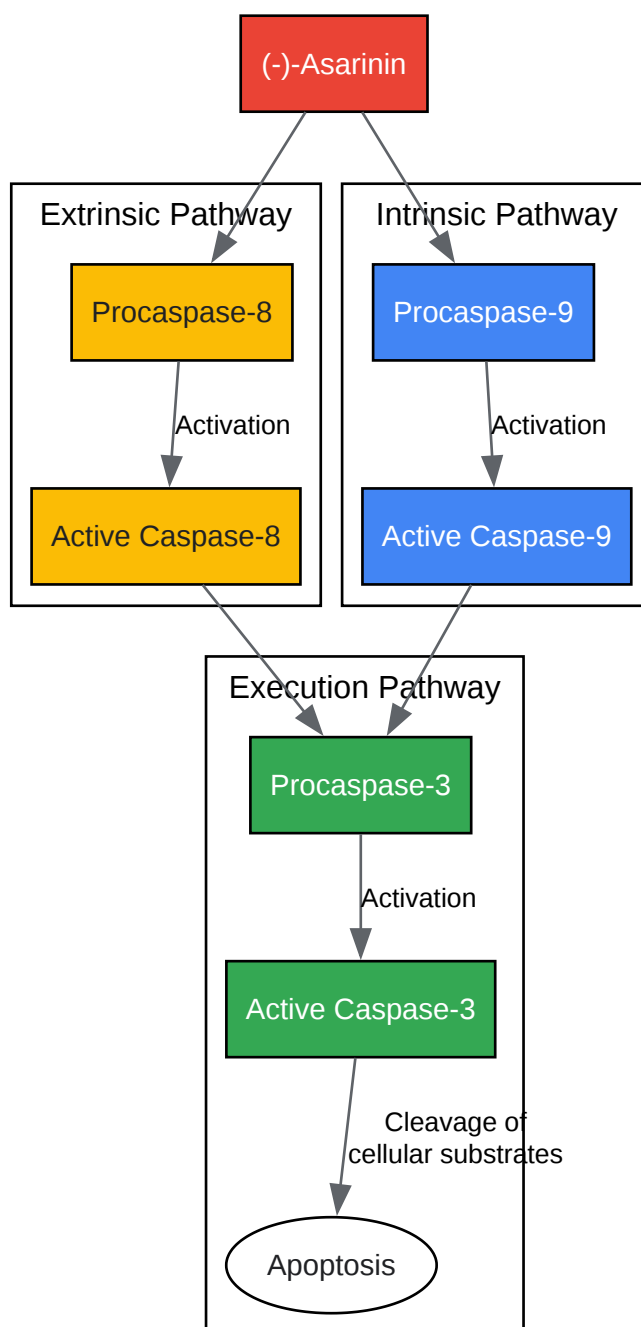 (-)-Asarinin
Extrinsic Pathway
Intrinsic Pathway
Procaspase-8
Procaspase-9
Activation
Activation
Active Caspase-8
Active Caspase-9
Execution Pathway
Procaspase-3
Activation
Active Caspase-3
Cleavage of
cellular substrates
Apoptosis